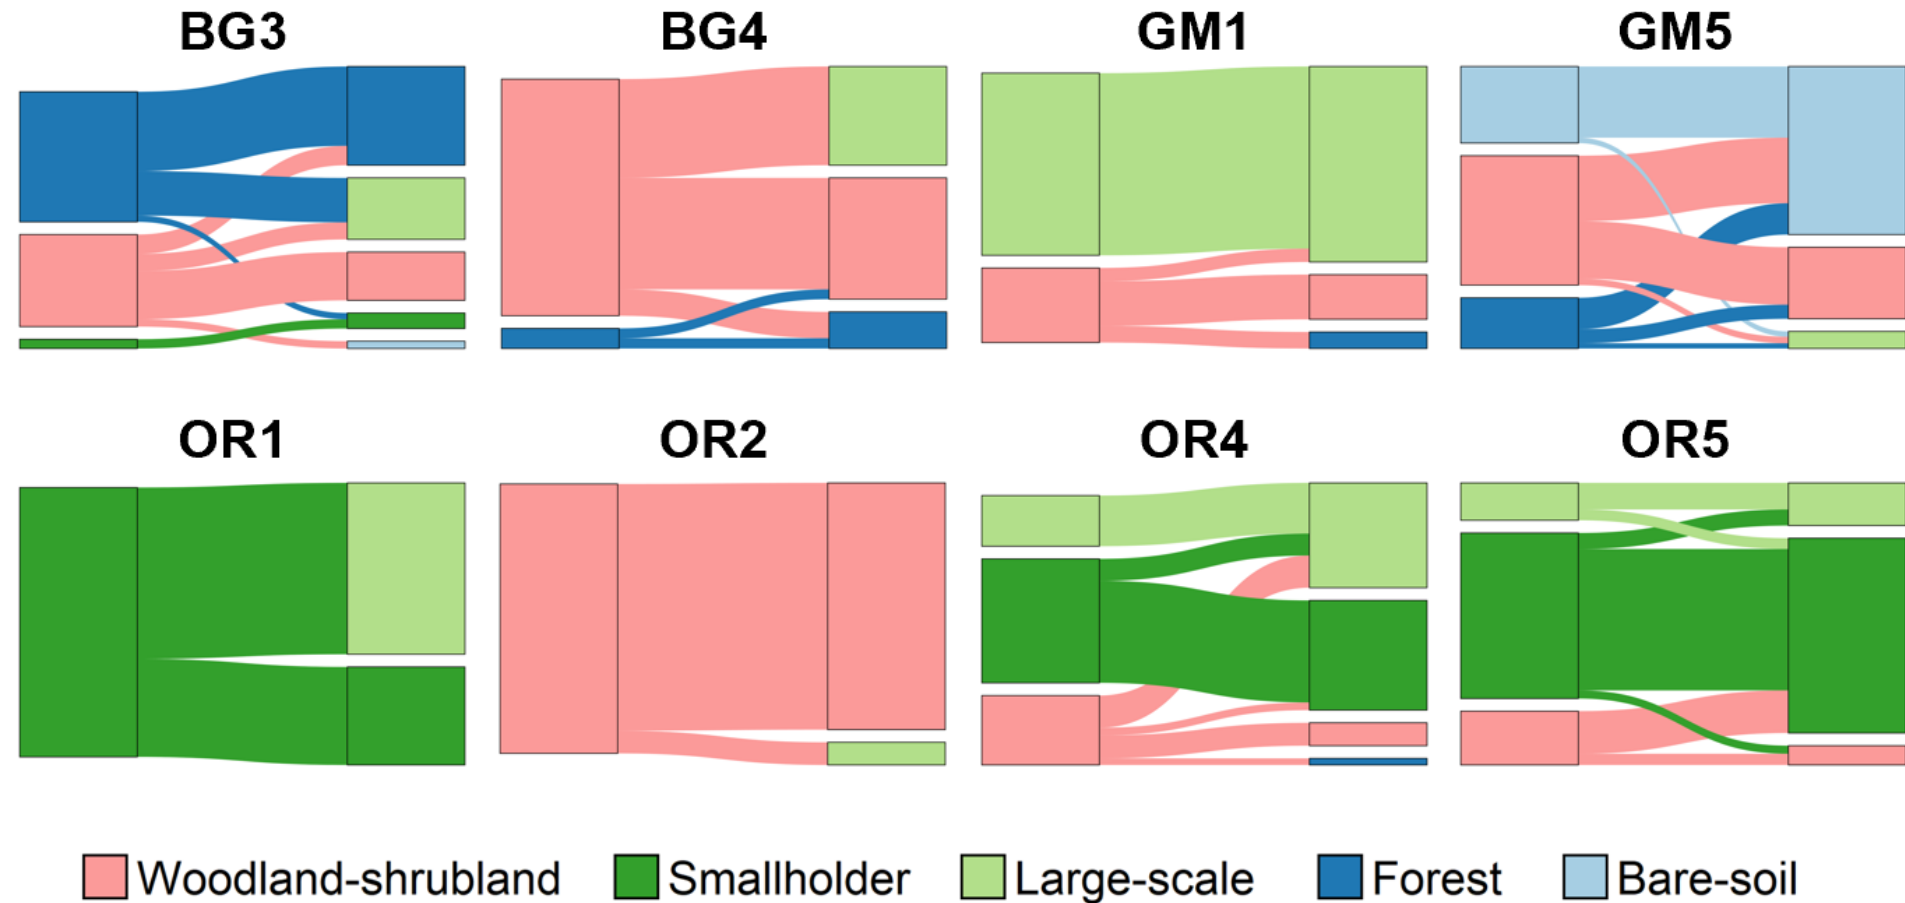 BG3 BG4 GM1 GM5
OR1 OR2 OR4 OR5
Woodland-shrubland Smallholder Large-scale Forest Bare-soil